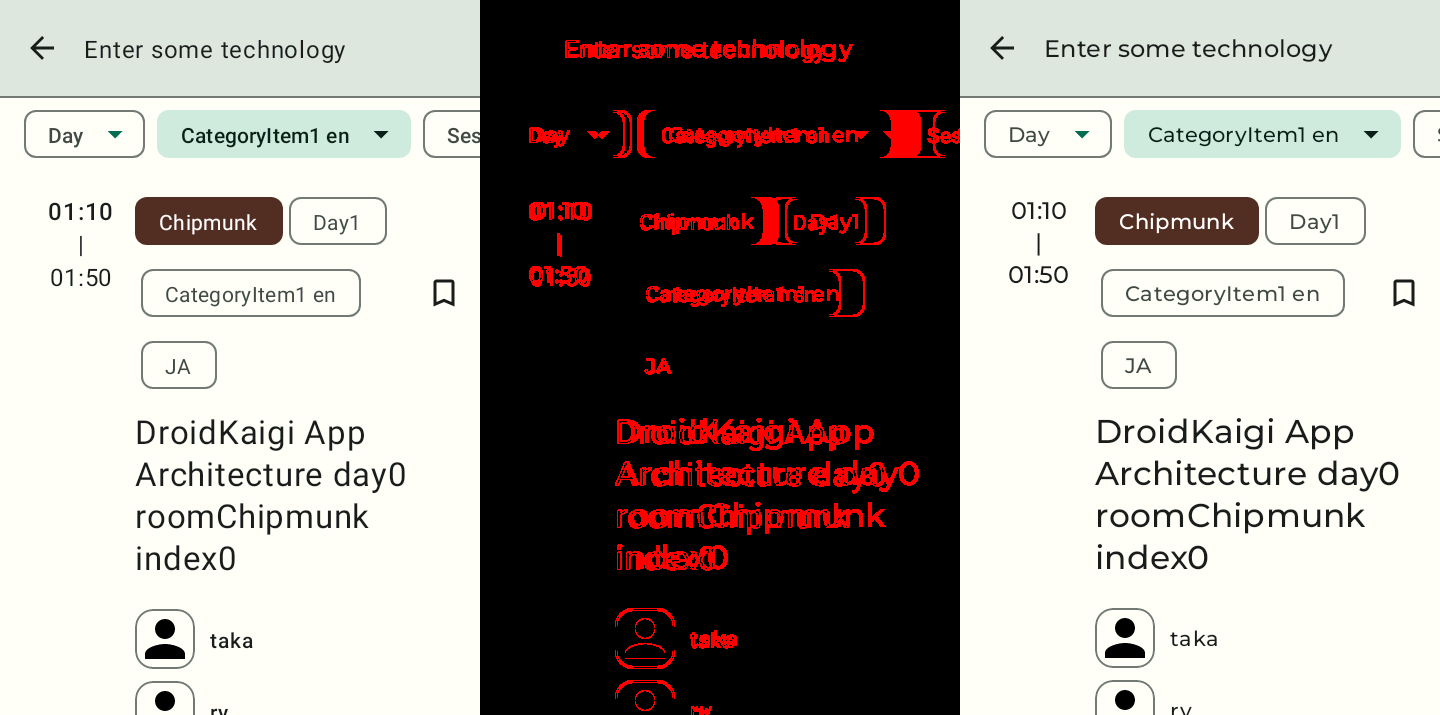 Enter some technology
Day CategoryItem1 en Ses
01:10 Chipmunk Day1
|
01:50 CategoryItem1 en
JA
DroidKaigi App
Architecture day0
roomChipmunk
index0
taka
ry
Enter some technology
Day CategoryItem1 en Ses
01:10 Chipmunk Day1
|
01:50 CategoryItem1 en
JA
DroidKaigi App
Architecture day0
roomChipmunk
index0
taka
ry
Enter some technology
Day CategoryItem1 en
01:10 Chipmunk Day1
|
01:50 CategoryItem1 en
JA
DroidKaigi App
Architecture day0
roomChipmunk
index0
taka
ry